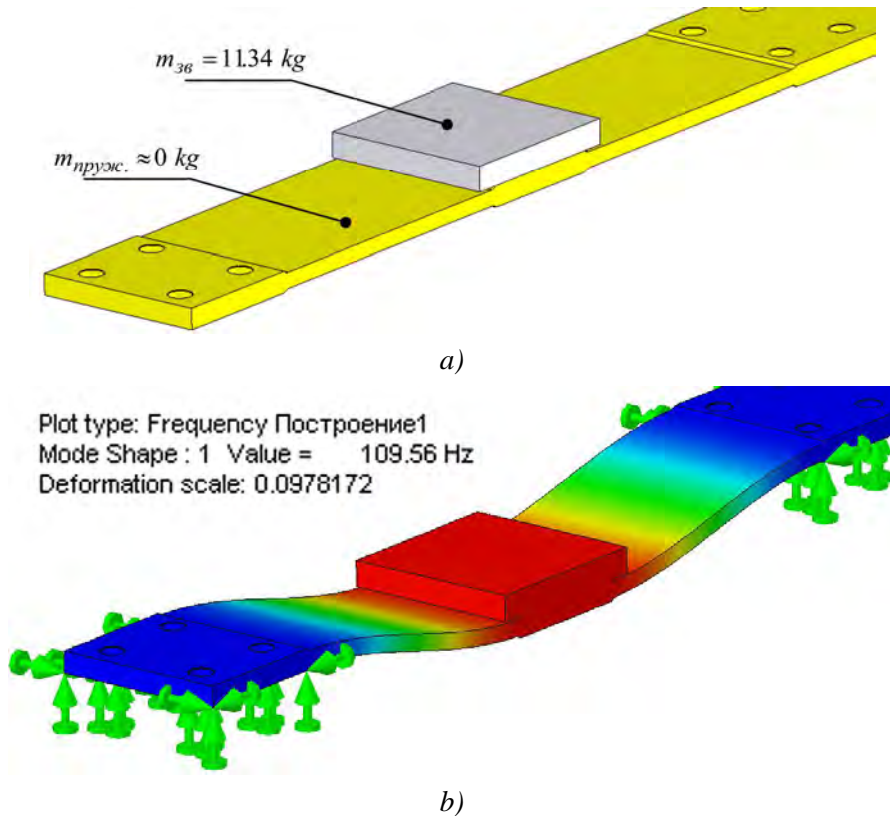 m_зв = 11.34 kg
m_пруж. ≈ 0 kg
a)
Plot type: Frequency Построение1
Mode Shape : 1 Value = 109.56 Hz
Deformation scale: 0.0978172
b)